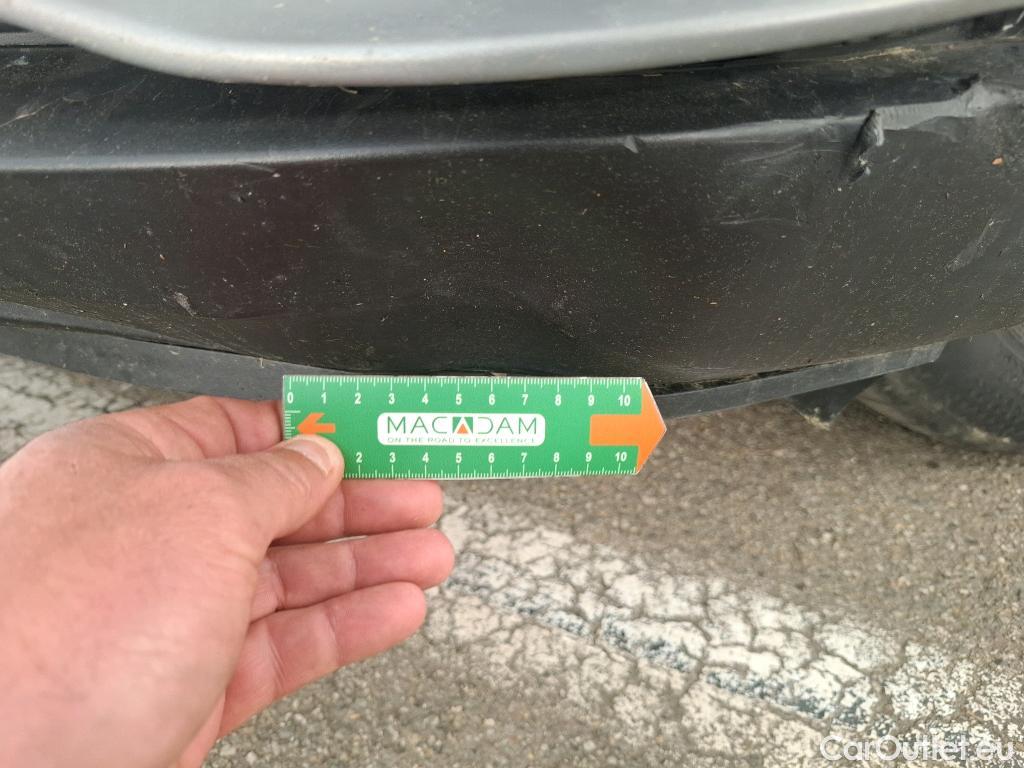 0 1 2 3 4 5 6 7 8 9 10
MACADAM
ON THE ROAD TO EXCELLENCE
2 3 4 5 6 7 8 9 10
CarOutlet.eu